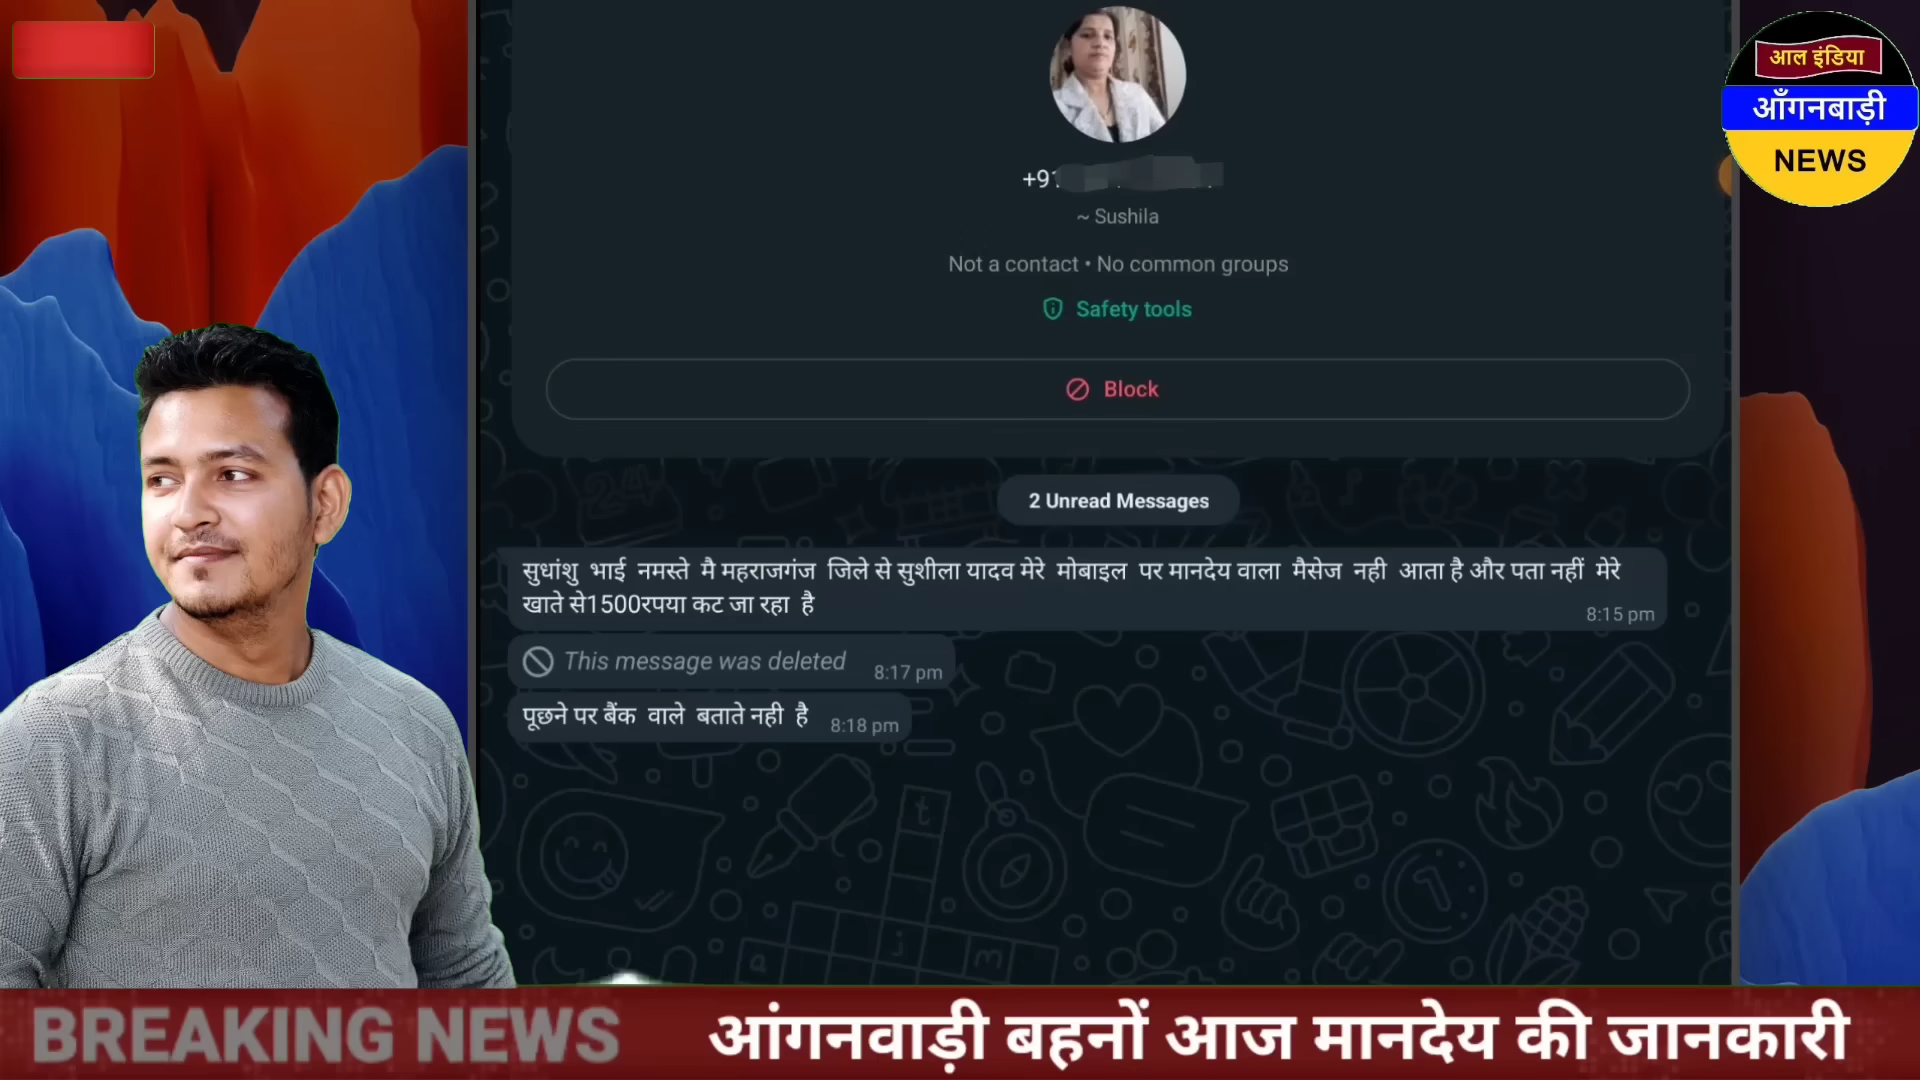 आल इंडिया
आँगनबाड़ी
NEWS
+91
~ Sushila
Not a contact • No common groups
Safety tools
Block
2 Unread Messages
सुधांशु भाई नमस्ते मै महराजगंज जिले से सुशीला यादव मेरे मोबाइल पर मानदेय वाला मैसेज नही आता है और पता नहीं मेरे
खाते से1500रपया कट जा रहा है
8:15 pm
This message was deleted 8:17 pm
पूछने पर बैंक वाले बताते नही है 8:18 pm
BREAKING NEWS
आंगनवाड़ी बहनों आज मानदेय की जानकारी